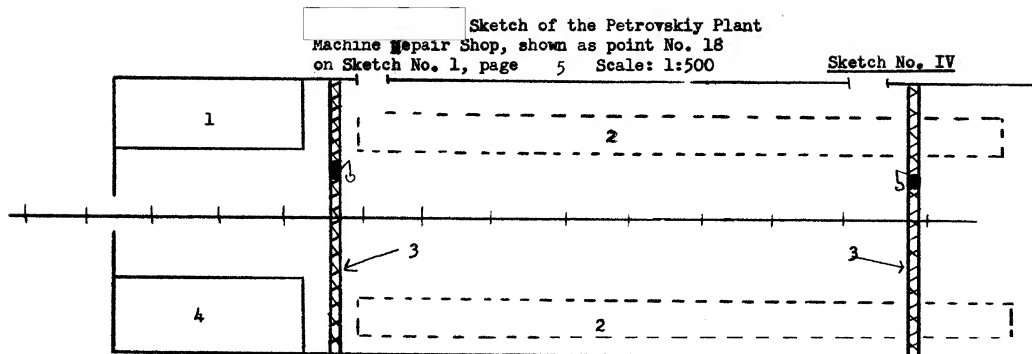 Sketch of the Petrovskiy Plant
Machine Repair Shop, shown as point No. 18
on Sketch No. 1, page 5 Scale: 1:500
Sketch No. IV
1
2
5
3
3
4
2